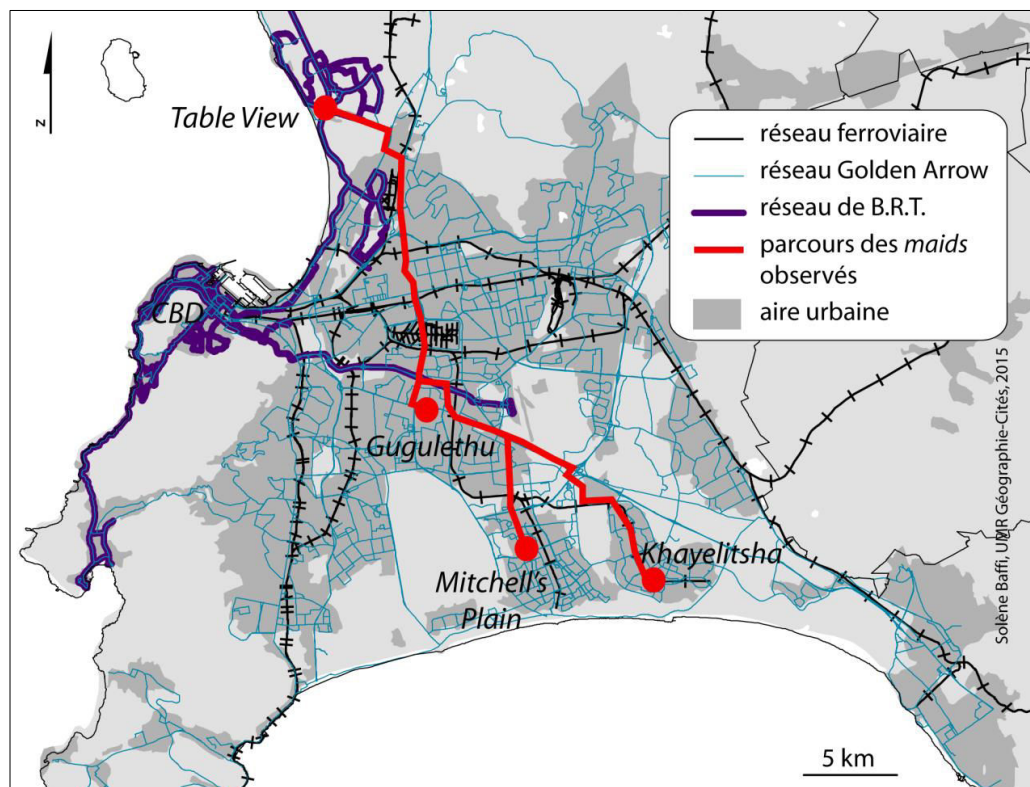 N
Table View
réseau ferroviaire
réseau Golden Arrow
réseau de B.R.T.
parcours des maids
observés
aire urbaine
CBD
Gugulethu
Mitchell's
Plain
Khayelitsha
Solène Baffi, UMR Géographie-Cités, 2015
5 km